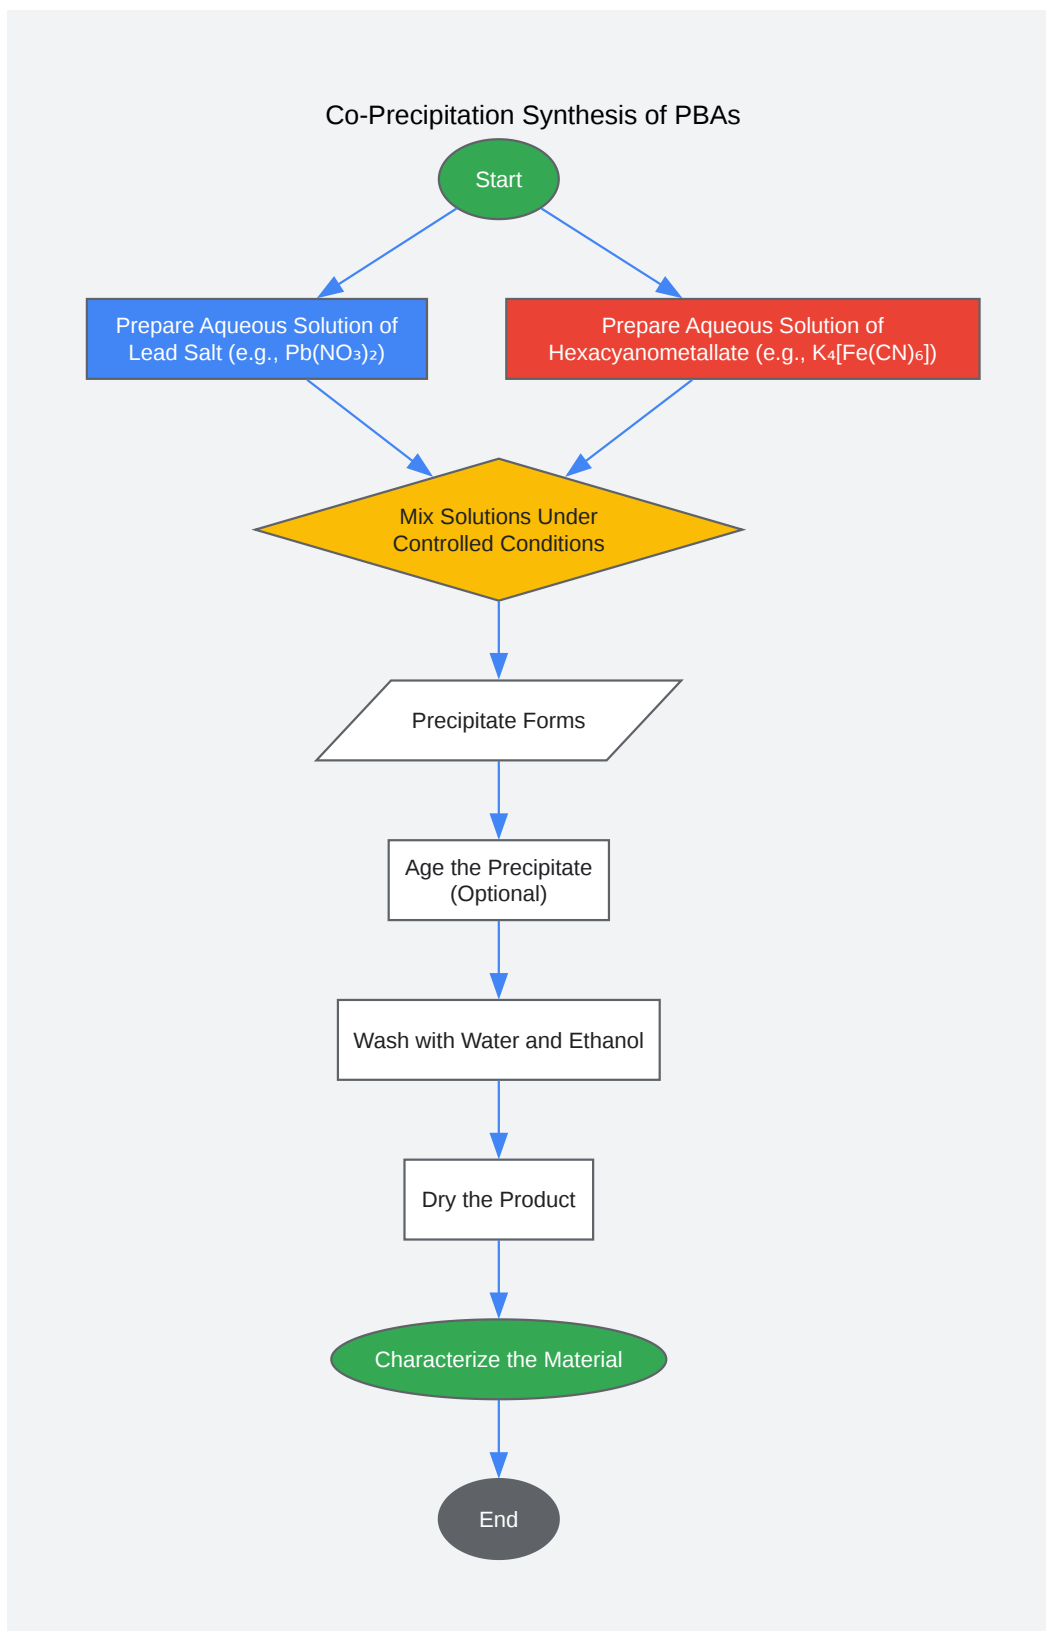 Co-Precipitation Synthesis of PBAs
Start
Prepare Aqueous Solution of
Lead Salt (e.g., Pb(NO₃)₂)
Prepare Aqueous Solution of
Hexacyanometallate (e.g., K₄[Fe(CN)₆])
Mix Solutions Under
Controlled Conditions
Precipitate Forms
Age the Precipitate
(Optional)
Wash with Water and Ethanol
Dry the Product
Characterize the Material
End